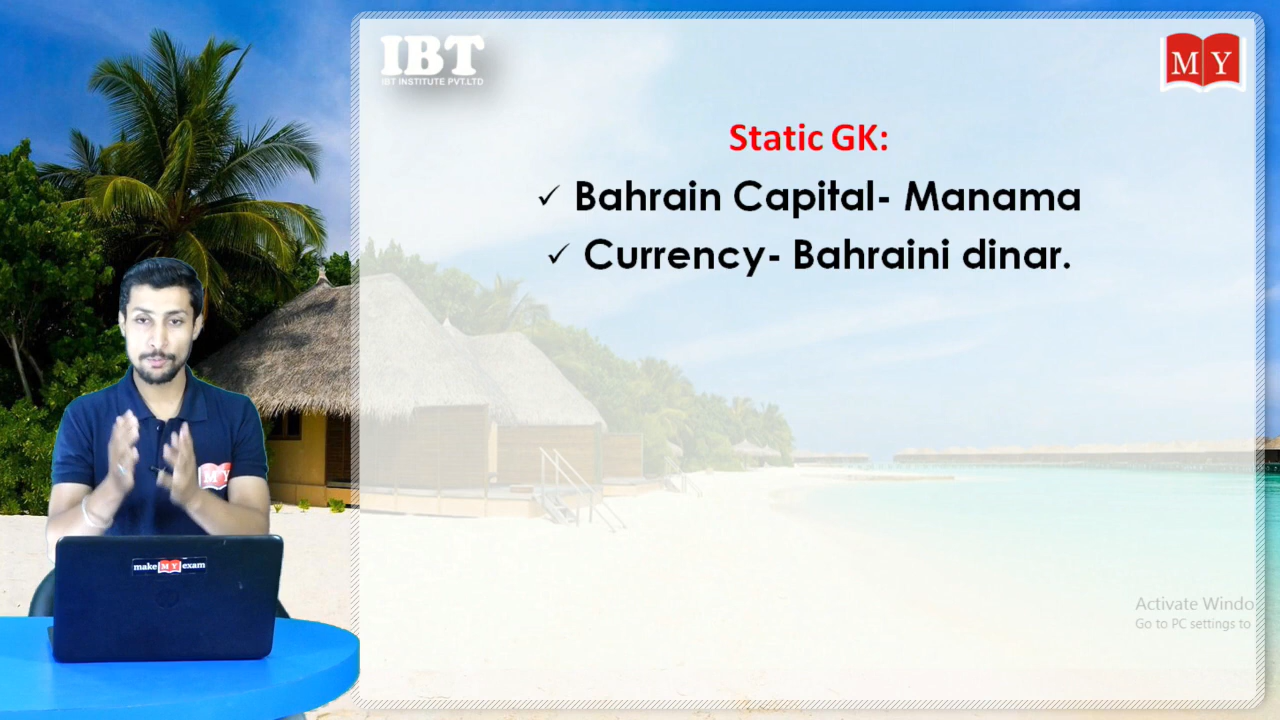 IBT
IBT INSTITUTE PVT.LTD
MY
Static GK:
✓ Bahrain Capital- Manama
✓ Currency- Bahraini dinar.
MY
make MY exam
Activate Windo
Go to PC settings to